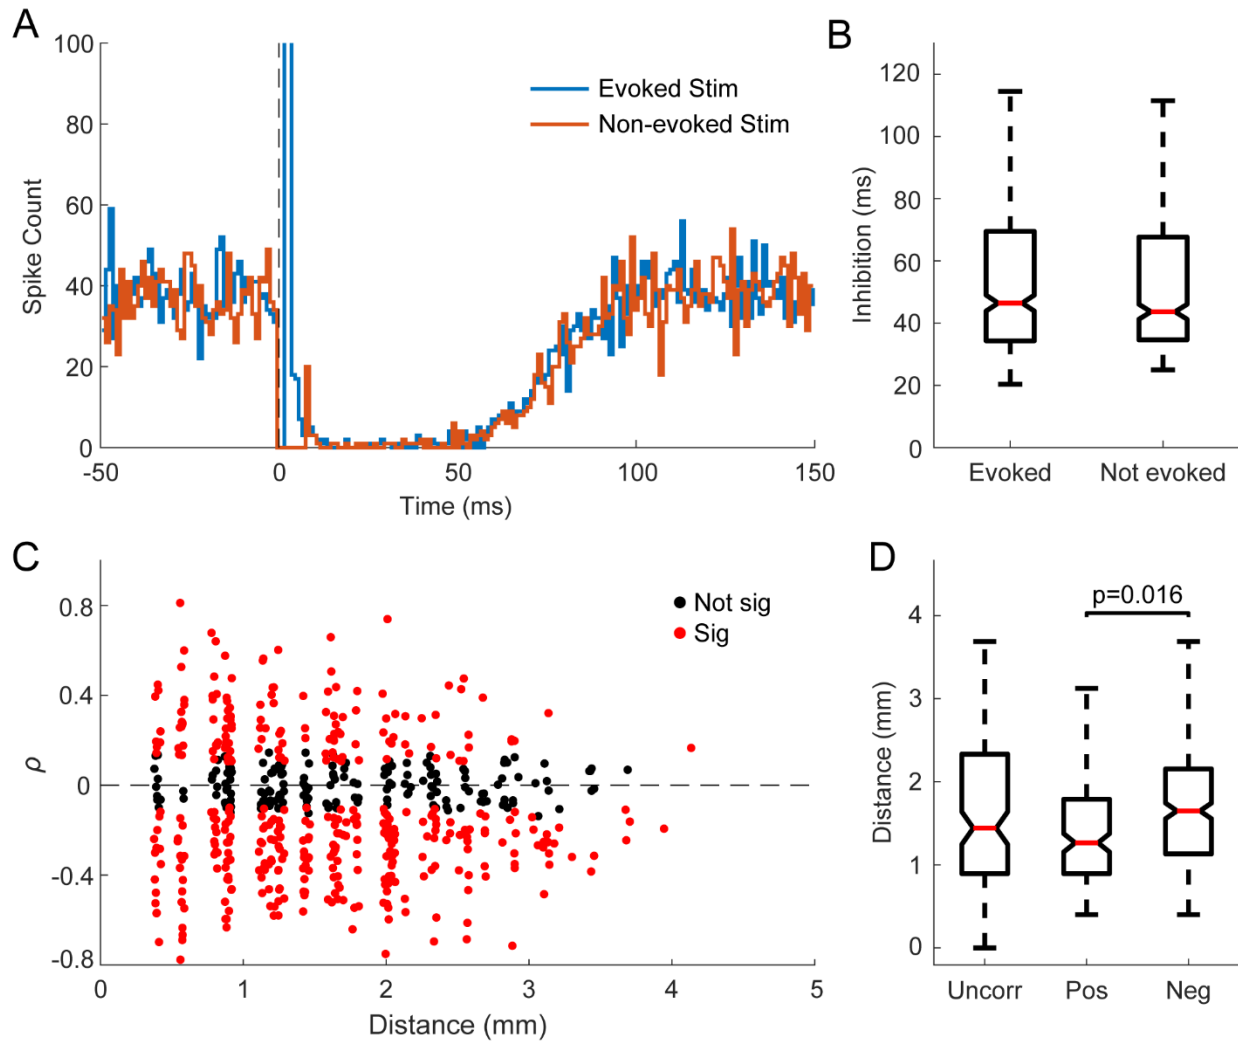 A
100
80
60
40
20
0
Spike Count
-50
0
50
100
150
Time (ms)
Evoked Stim
Non-evoked Stim
B
120
100
80
60
40
20
0
Inhibition (ms)
Evoked
Not evoked
C
0.8
0.4
0
-0.4
-0.8
ρ
0
1
2
3
4
5
Distance (mm)
Not sig
Sig
D
p=0.016
4
3
2
1
0
Distance (mm)
Uncorr
Pos
Neg